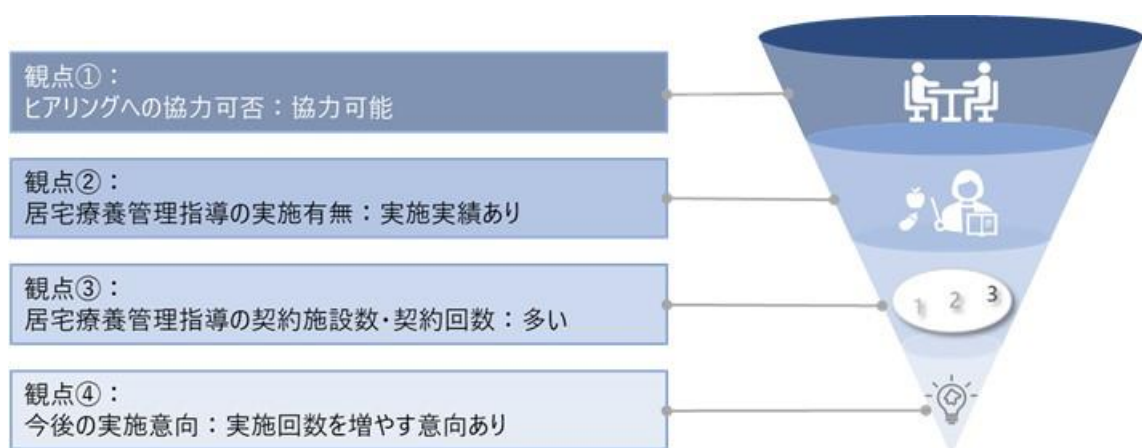 観点①：
ヒアリングへの協力可否：協力可能
観点②：
居宅療養管理指導の実施有無：実施実績あり
観点③：
居宅療養管理指導の契約施設数・契約回数：多い
1 2 3
観点④：
今後の実施意向：実施回数を増やす意向あり